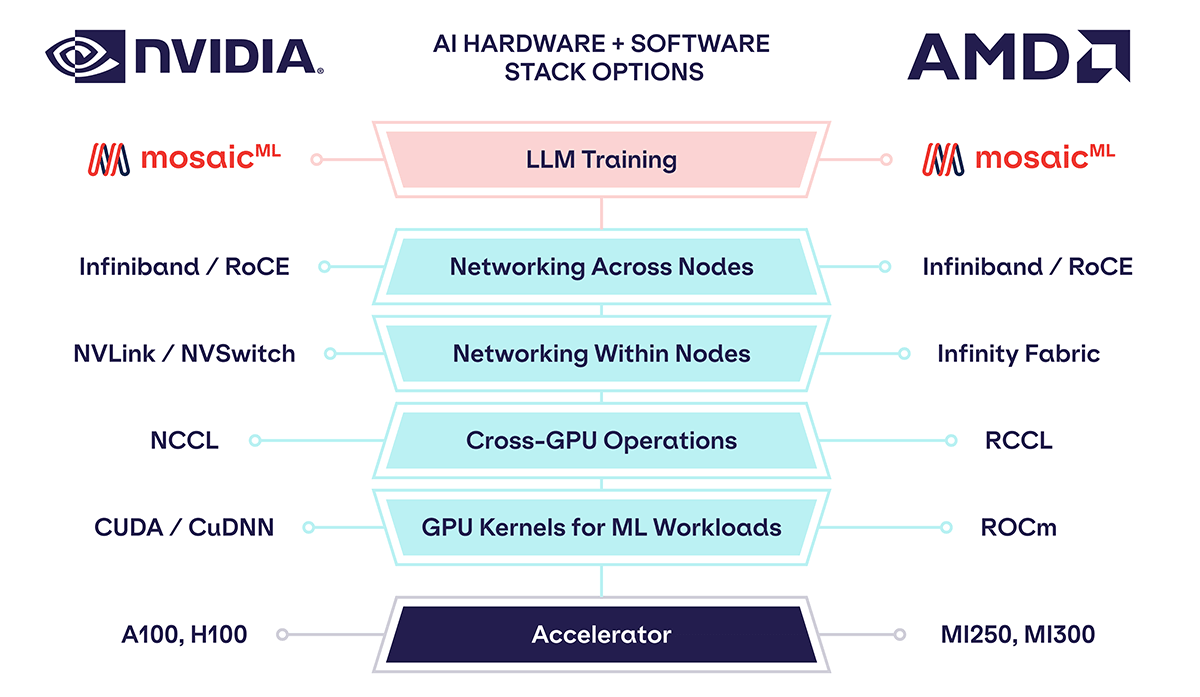 NVIDIA®
AI HARDWARE + SOFTWARE
STACK OPTIONS
AMD
mosaicML
LLM Training
mosaicML
Infiniband / RoCE
Networking Across Nodes
Infiniband / RoCE
NVLink / NVSwitch
Networking Within Nodes
Infinity Fabric
NCCL
Cross-GPU Operations
RCCL
CUDA / CuDNN
GPU Kernels for ML Workloads
ROCm
A100, H100
Accelerator
MI250, MI300